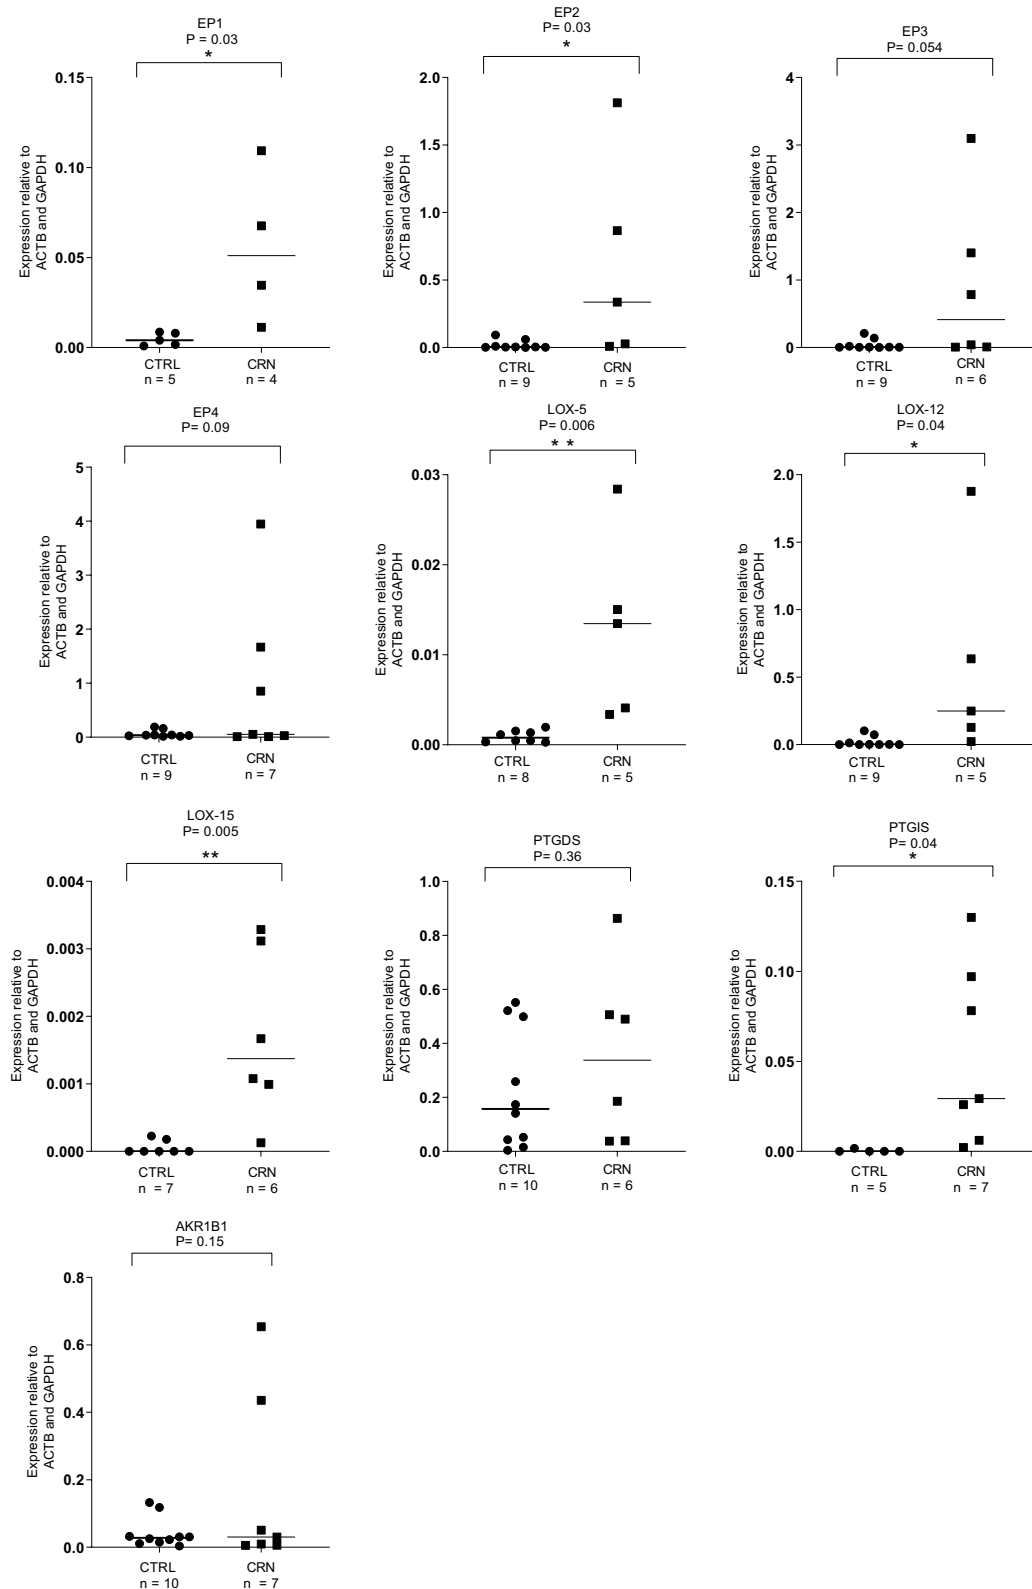 EP1
P = 0.03
*
Expression relative to
ACTB and GAPDH
0.15
0.10
0.05
0.00
CTRL
n = 5
CRN
n = 4
EP2
P = 0.03
*
Expression relative to
ACTB and GAPDH
2.0
1.5
1.0
0.5
0.0
CTRL
n = 9
CRN
n = 5
EP3
P= 0.054
Expression relative to
ACTB and GAPDH
4
3
2
1
0
CTRL
n = 9
CRN
n = 6
EP4
P= 0.09
Expression relative to
ACTB and GAPDH
5
4
3
2
1
0
CTRL
n = 9
CRN
n = 7
LOX-5
P= 0.006
* *
Expression relative to
ACTB and GAPDH
0.03
0.02
0.01
0.00
CTRL
n = 8
CRN
n = 5
LOX-12
P= 0.04
*
Expression relative to
ACTB and GAPDH
2.0
1.5
1.0
0.5
0.0
CTRL
n = 9
CRN
n = 5
LOX-15
P= 0.005
**
Expression relative to
ACTB and GAPDH
0.004
0.003
0.002
0.001
0.000
CTRL
n = 7
CRN
n = 6
PTGDS
P= 0.36
Expression relative to
ACTB and GAPDH
1.0
0.8
0.6
0.4
0.2
0.0
CTRL
n = 10
CRN
n = 6
PTGIS
P= 0.04
*
Expression relative to
ACTB and GAPDH
0.15
0.10
0.05
0.00
CTRL
n = 5
CRN
n = 7
AKR1B1
P= 0.15
Expression relative to
ACTB and GAPDH
0.8
0.6
0.4
0.2
0.0
CTRL
n = 10
CRN
n = 7